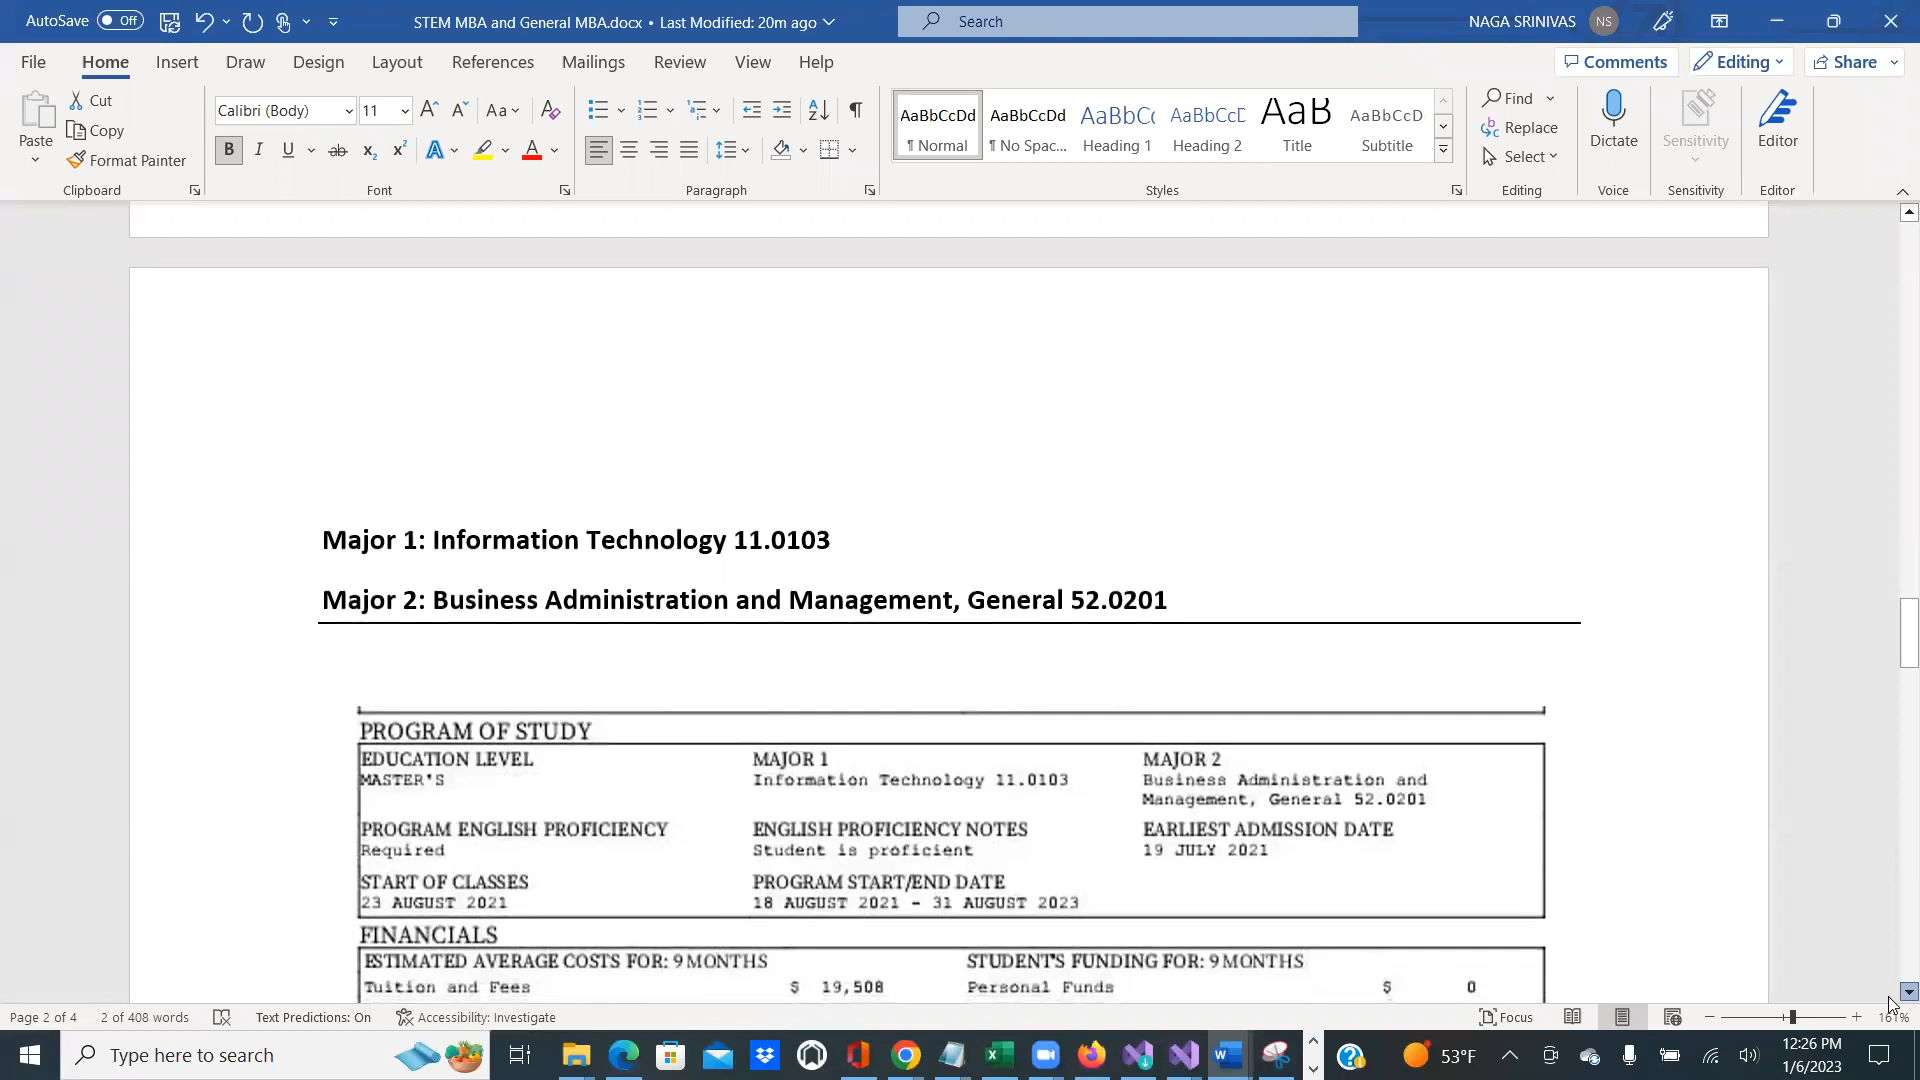 AutoSave Off STEM MBA and General MBA.docx • Last Modified: 20m ago Search NAGA SRINIVAS NS
File Home Insert Draw Design Layout References Mailings Review View Help Comments Editing Share
Paste Cut Copy Format Painter
Calibri (Body) 11 Aa
B I U ab x₂ x² A A
AaBbCcDd AaBbCcDd AaBbCc AaBbCcD AaB AaBbCcD
¶ Normal ¶ No Spac... Heading 1 Heading 2 Title Subtitle
Find Replace Select
Dictate Sensitivity Editor
Clipboard Font Paragraph Styles Editing Voice Sensitivity Editor
Major 1: Information Technology 11.0103
Major 2: Business Administration and Management, General 52.0201
PROGRAM OF STUDY
EDUCATION LEVEL MAJOR 1 MAJOR 2
MASTER'S Information Technology 11.0103 Business Administration and
Management, General 52.0201
PROGRAM ENGLISH PROFICIENCY ENGLISH PROFICIENCY NOTES EARLIEST ADMISSION DATE
Required Student is proficient 19 JULY 2021
START OF CLASSES PROGRAM START/END DATE
23 AUGUST 2021 18 AUGUST 2021 - 31 AUGUST 2023
FINANCIALS
ESTIMATED AVERAGE COSTS FOR: 9 MONTHS STUDENT'S FUNDING FOR: 9 MONTHS
Tuition and Fees $ 19,508 Personal Funds $ 0
Page 2 of 4 2 of 408 words Text Predictions: On Accessibility: Investigate Focus 161%
Type here to search 53°F 12:26 PM
1/6/2023